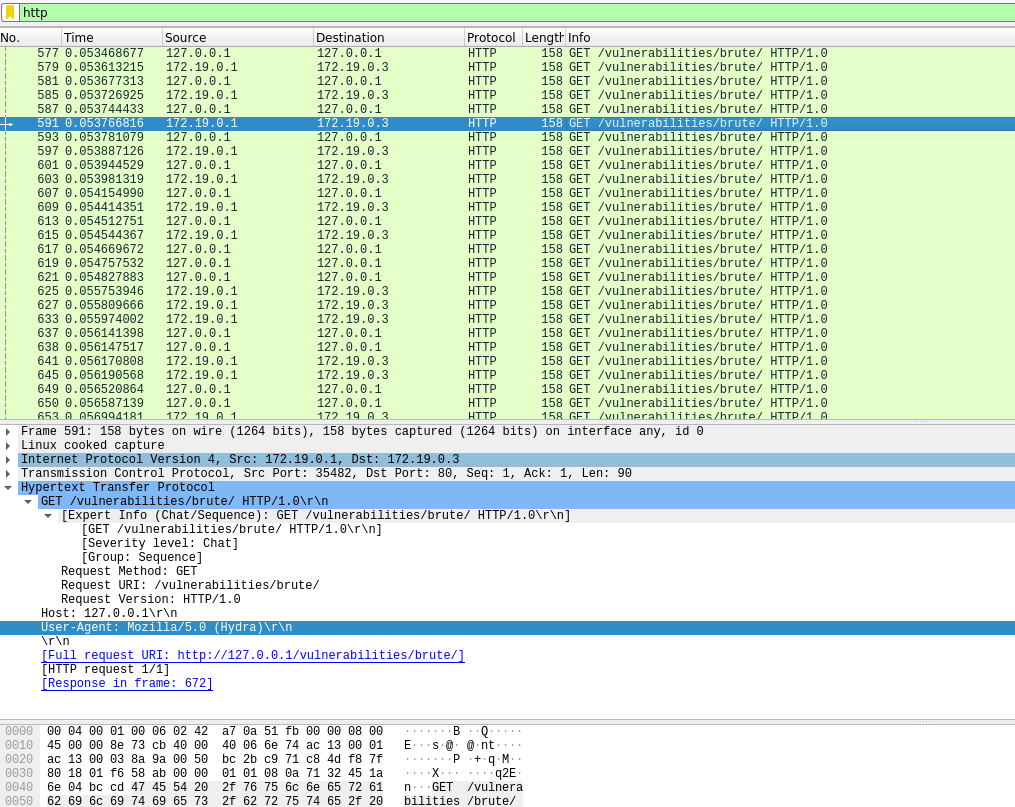 http
No. Time Source Destination Protocol Length Info
577 0.053468677 127.0.0.1 127.0.0.1 HTTP 158 GET /vulnerabilities/brute/ HTTP/1.0
579 0.053613215 172.19.0.1 172.19.0.3 HTTP 158 GET /vulnerabilities/brute/ HTTP/1.0
581 0.053677313 127.0.0.1 127.0.0.1 HTTP 158 GET /vulnerabilities/brute/ HTTP/1.0
585 0.053726925 172.19.0.1 172.19.0.3 HTTP 158 GET /vulnerabilities/brute/ HTTP/1.0
587 0.053744433 127.0.0.1 127.0.0.1 HTTP 158 GET /vulnerabilities/brute/ HTTP/1.0
591 0.053766816 172.19.0.1 172.19.0.3 HTTP 158 GET /vulnerabilities/brute/ HTTP/1.0
593 0.053781079 127.0.0.1 127.0.0.1 HTTP 158 GET /vulnerabilities/brute/ HTTP/1.0
597 0.053887126 172.19.0.1 172.19.0.3 HTTP 158 GET /vulnerabilities/brute/ HTTP/1.0
601 0.053944529 127.0.0.1 127.0.0.1 HTTP 158 GET /vulnerabilities/brute/ HTTP/1.0
603 0.053981319 172.19.0.1 172.19.0.3 HTTP 158 GET /vulnerabilities/brute/ HTTP/1.0
607 0.054154990 127.0.0.1 127.0.0.1 HTTP 158 GET /vulnerabilities/brute/ HTTP/1.0
609 0.054414351 172.19.0.1 172.19.0.3 HTTP 158 GET /vulnerabilities/brute/ HTTP/1.0
613 0.054512751 127.0.0.1 127.0.0.1 HTTP 158 GET /vulnerabilities/brute/ HTTP/1.0
615 0.054544367 172.19.0.1 172.19.0.3 HTTP 158 GET /vulnerabilities/brute/ HTTP/1.0
617 0.054669672 127.0.0.1 127.0.0.1 HTTP 158 GET /vulnerabilities/brute/ HTTP/1.0
619 0.054757532 172.19.0.1 172.19.0.3 HTTP 158 GET /vulnerabilities/brute/ HTTP/1.0
621 0.054827883 127.0.0.1 127.0.0.1 HTTP 158 GET /vulnerabilities/brute/ HTTP/1.0
625 0.055753946 172.19.0.1 172.19.0.3 HTTP 158 GET /vulnerabilities/brute/ HTTP/1.0
627 0.055809666 172.19.0.1 172.19.0.3 HTTP 158 GET /vulnerabilities/brute/ HTTP/1.0
633 0.055974002 172.19.0.1 172.19.0.3 HTTP 158 GET /vulnerabilities/brute/ HTTP/1.0
637 0.056141398 127.0.0.1 127.0.0.1 HTTP 158 GET /vulnerabilities/brute/ HTTP/1.0
638 0.056147517 127.0.0.1 127.0.0.1 HTTP 158 GET /vulnerabilities/brute/ HTTP/1.0
641 0.056170808 172.19.0.1 172.19.0.3 HTTP 158 GET /vulnerabilities/brute/ HTTP/1.0
645 0.056190568 172.19.0.1 172.19.0.3 HTTP 158 GET /vulnerabilities/brute/ HTTP/1.0
649 0.056520864 127.0.0.1 127.0.0.1 HTTP 158 GET /vulnerabilities/brute/ HTTP/1.0
650 0.056587139 127.0.0.1 127.0.0.1 HTTP 158 GET /vulnerabilities/brute/ HTTP/1.0
653 0.056994181 172.19.0.1 172.19.0.3 HTTP 158 GET /vulnerabilities/brute/ HTTP/1.0
Frame 591: 158 bytes on wire (1264 bits), 158 bytes captured (1264 bits) on interface any, id 0
Linux cooked capture
Internet Protocol Version 4, Src: 172.19.0.1, Dst: 172.19.0.3
Transmission Control Protocol, Src Port: 35482, Dst Port: 80, Seq: 1, Ack: 1, Len: 90
Hypertext Transfer Protocol
GET /vulnerabilities/brute/ HTTP/1.0\r\n
[Expert Info (Chat/Sequence): GET /vulnerabilities/brute/ HTTP/1.0\r\n]
[GET /vulnerabilities/brute/ HTTP/1.0\r\n]
[Severity level: Chat]
[Group: Sequence]
Request Method: GET
Request URI: /vulnerabilities/brute/
Request Version: HTTP/1.0
Host: 127.0.0.1\r\n
User-Agent: Mozilla/5.0 (Hydra)\r\n
\r\n
[Full request URI: http://127.0.0.1/vulnerabilities/brute/]
[HTTP request 1/1]
[Response in frame: 672]
0000 00 04 00 01 00 06 02 42 a7 0a 51 fb 00 00 08 00 ·······B ··Q·····
0010 45 00 00 8e 73 cb 40 00 40 06 6e 74 ac 13 00 01 E···s·@· @·nt····
0020 ac 13 00 03 8a 9a 00 50 bc 2b c9 71 c8 4d f8 7f ·······P ·+·q·M··
0030 80 18 01 f6 58 ab 00 00 01 01 08 0a 71 32 45 1a ····X··· ····q2E·
0040 6e 04 bc cd 47 45 54 20 2f 76 75 6c 6e 65 72 61 n···GET /vulnera
0050 62 69 6c 69 74 69 65 73 2f 62 72 75 74 65 2f 20 bilities /brute/